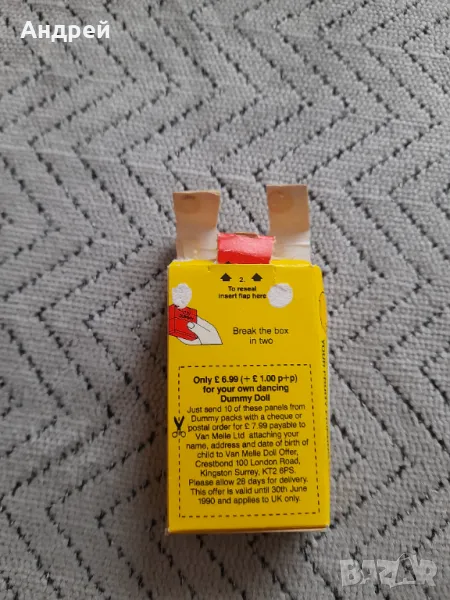 Андрей
2.
To reveal
insert flap here
Break the box
in two
Only £ 6.99 (+ £ 1.00 p+p)
for your own dancing
Dummy Doll
Just send 10 of these panels from
Dummy packs with a cheque or
postal order for £ 7.99 payable to
Van Melle Ltd attaching your
name, address and date of birth of
child to Van Melle Doll Offer,
Crestbond 100 London Road,
Kingston Surrey, KT2 6PS.
Please allow 28 days for delivery.
This offer is valid until 30th June
1990 and applies to UK only.
BAZAR